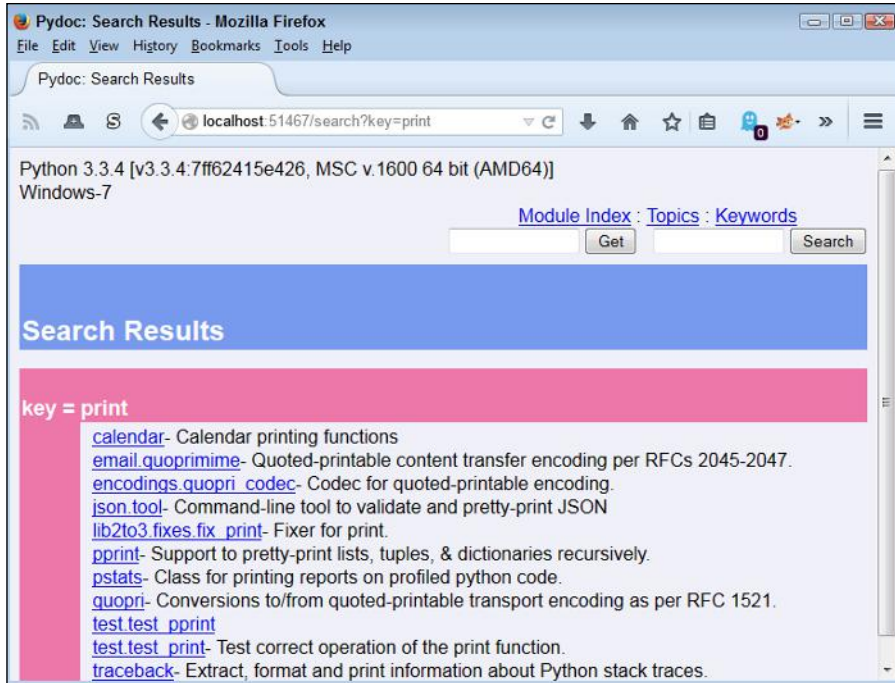 Pydoc: Search Results - Mozilla Firefox
File Edit View History Bookmarks Tools Help
Pydoc: Search Results
S localhost:51467/search?key=print 0
Python 3.3.4 [v3.3.4:7ff62415e426, MSC v.1600 64 bit (AMD64)]
Windows-7
Module Index : Topics : Keywords
Get Search
Search Results
key = print
calendar- Calendar printing functions
email.quoprimime- Quoted-printable content transfer encoding per RFCs 2045-2047.
encodings.quopri_codec- Codec for quoted-printable encoding.
json.tool- Command-line tool to validate and pretty-print JSON
lib2to3.fixes.fix_print- Fixer for print.
pprint- Support to pretty-print lists, tuples, & dictionaries recursively.
pstats- Class for printing reports on profiled python code.
quopri- Conversions to/from quoted-printable transport encoding as per RFC 1521.
test.test_pprint
test.test_print- Test correct operation of the print function.
traceback- Extract, format and print information about Python stack traces.